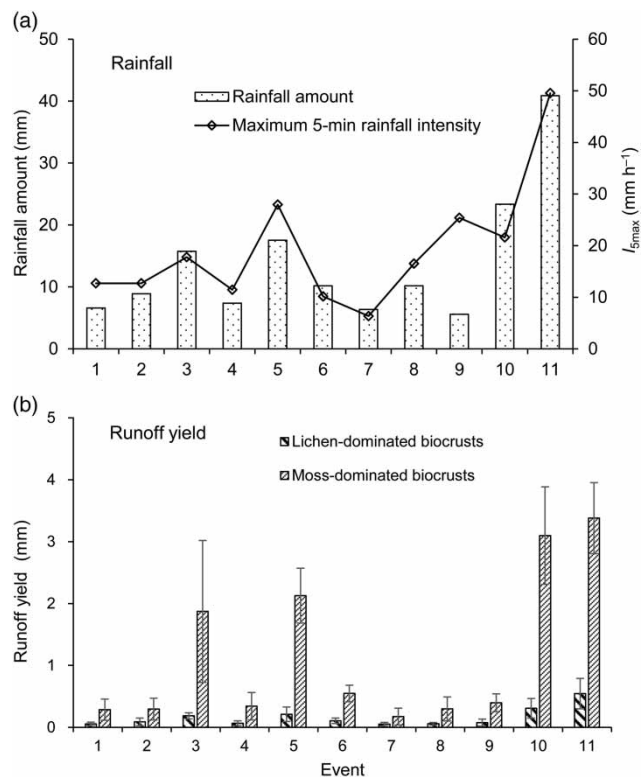 (a)
50
40
30
20
10
0
Rainfall amount (mm)
Rainfall
Rainfall amount
Maximum 5-min rainfall intensity
60
50
40
30
20
10
0
I5max (mm h⁻¹)
1 2 3 4 5 6 7 8 9 10 11
(b)
5
4
3
2
1
0
Runoff yield (mm)
Runoff yield
Lichen-dominated biocrusts
Moss-dominated biocrusts
1 2 3 4 5 6 7 8 9 10 11
Event